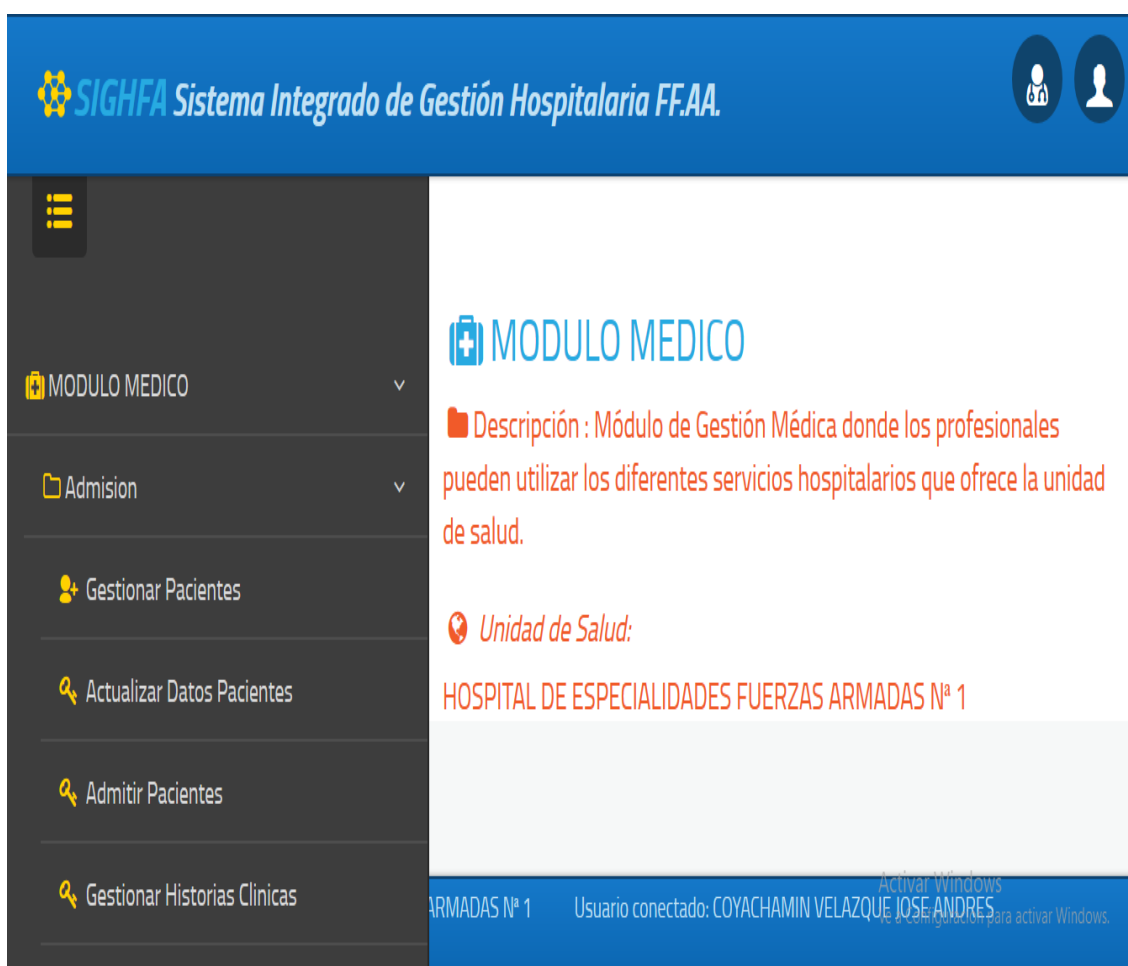 SIGHFA Sistema Integrado de Gestión Hospitalaria FF.AA.
MODULO MEDICO
Admision
Gestionar Pacientes
Actualizar Datos Pacientes
Admitir Pacientes
Gestionar Historias Clinicas
MODULO MEDICO
Descripción : Módulo de Gestión Médica donde los profesionales
pueden utilizar los diferentes servicios hospitalarios que ofrece la unidad
de salud.
Unidad de Salud:
HOSPITAL DE ESPECIALIDADES FUERZAS ARMADAS Nª 1
ARMADAS Nª 1 Usuario conectado: COYACHAMIN VELAZQUE JOSE ANDRES
Activar Windows
Ve a Configuración para activar Windows.